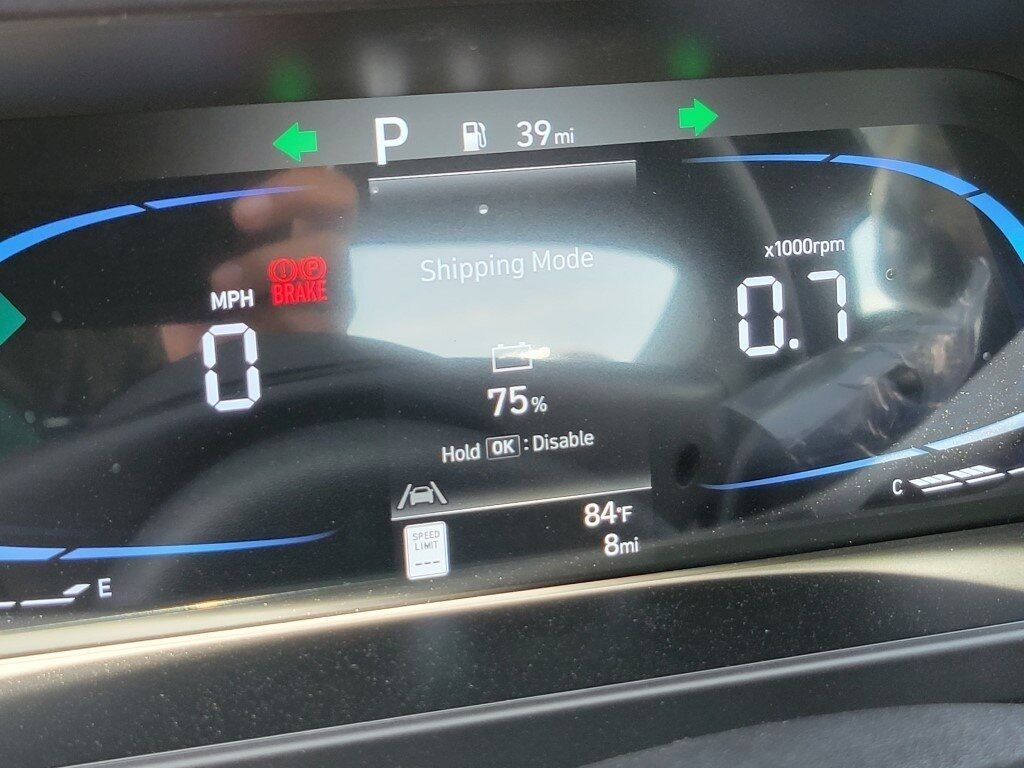 P 39mi
Shipping Mode
x1000rpm
BRAKE
MPH
0
0.7
75%
Hold OK : Disable
C
SPEED
LIMIT
---
84°F
8mi
E